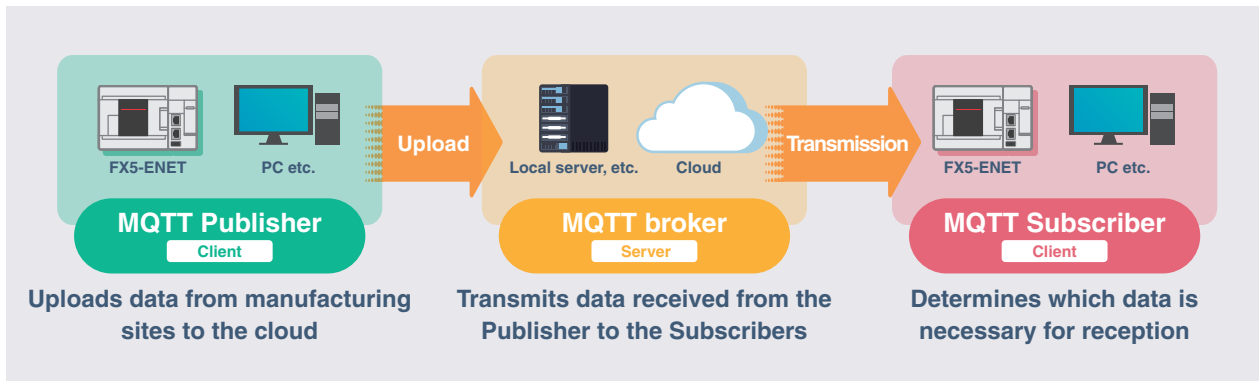 FX5-ENET
PC etc.
MQTT Publisher
Client
Uploads data from manufacturing
sites to the cloud
Upload
Local server, etc.
Cloud
MQTT broker
Server
Transmits data received from the
Publisher to the Subscribers
Transmission
FX5-ENET
PC etc.
MQTT Subscriber
Client
Determines which data is
necessary for reception